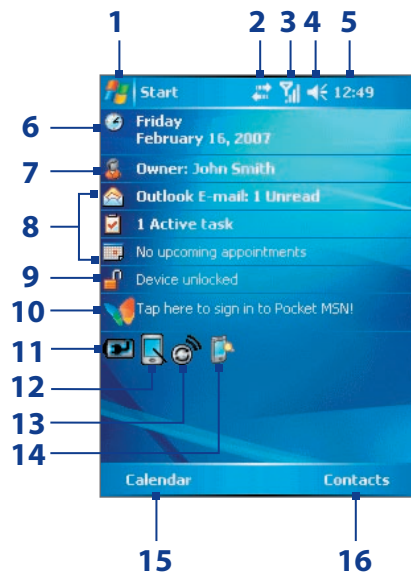 1 2 3 4 5
Start 12:49
6 Friday
February 16, 2007
7 Owner: John Smith
Outlook E-mail: 1 Unread
8 1 Active task
No upcoming appointments
9 Device unlocked
10 Tap here to sign in to Pocket MSN!
11
12
13
14
Calendar Contacts
15 16